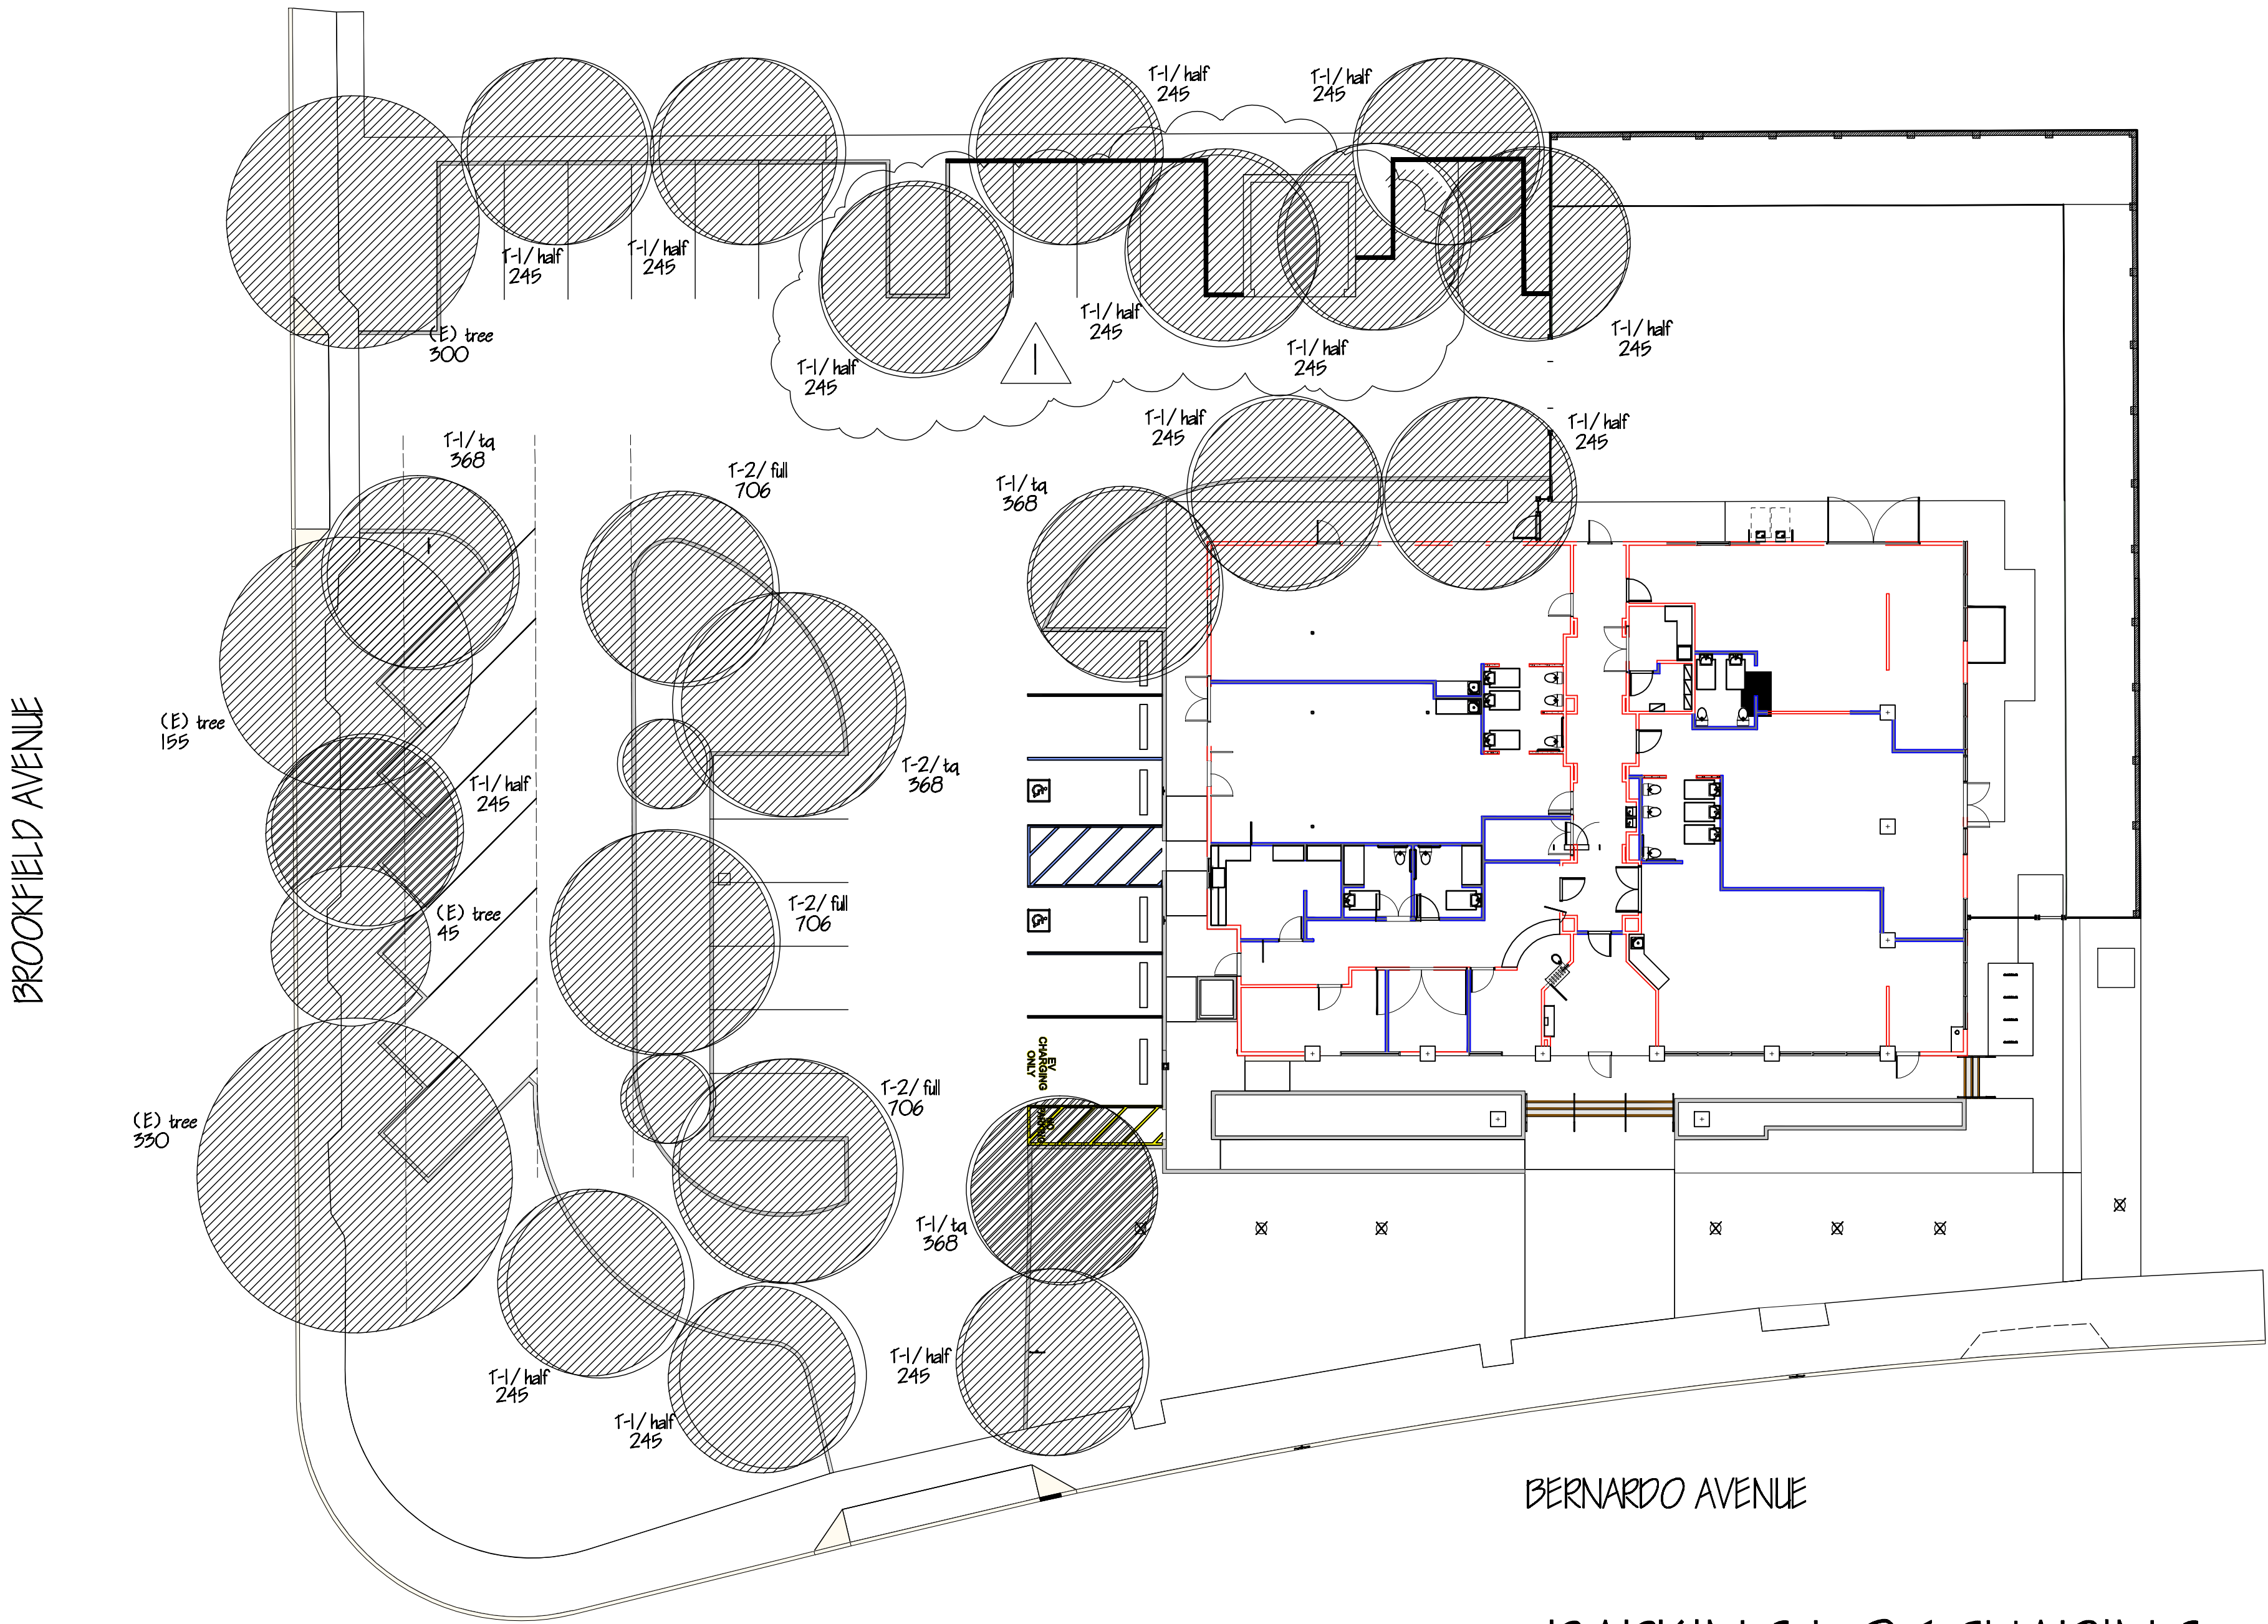 T-1/ half
245
T-1/ half
245
T-1/ half
245
T-1/ half
245
(E) tree
300
T-1/ half
245
T-1/ half
245
T-1/ half
245
T-1/ half
245
1
T-1/ half
245
T-1/ half
245
T-1/ tq
368
T-2/ full
706
T-1/ tq
368
(E) tree
155
T-1/ half
245
T-2/ tq
368
BROOKFIELD AVENUE
(E) tree
45
T-2/ full
706
EV
CHARGING
ONLY
NO
PARKING
T-2/ full
706
(E) tree
330
T-1/ tq
368
T-1/ half
245
T-1/ half
245
T-1/ half
245
BERNARDO AVENUE